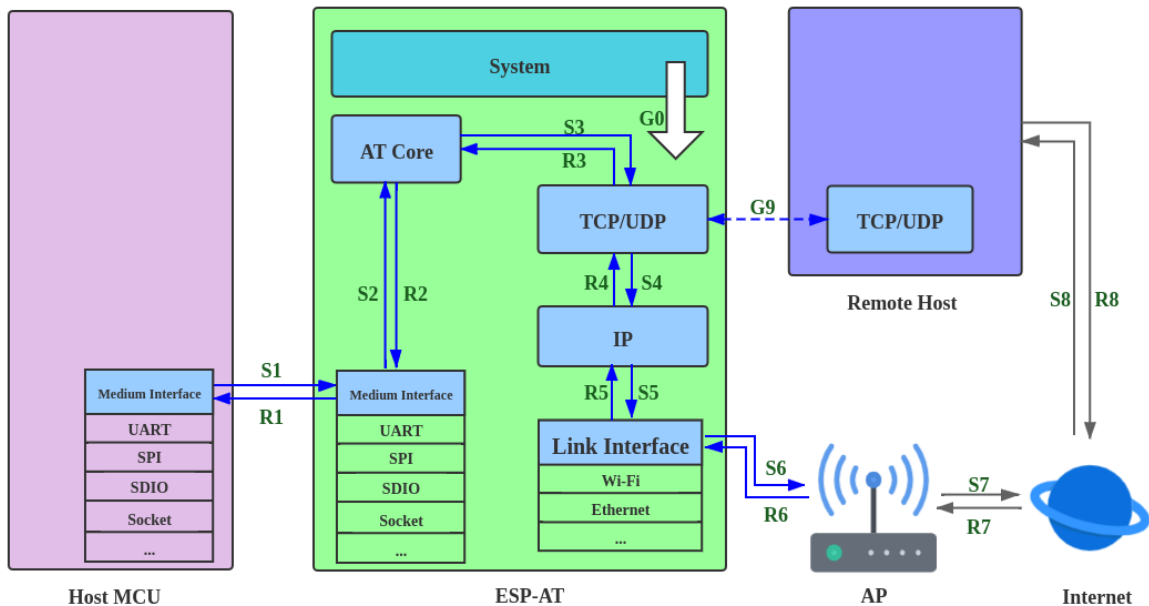 System
G0
AT Core
S3
R3
TCP/UDP
G9
TCP/UDP
S2
R2
R4
S4
Remote Host
S8
R8
IP
S1
R1
Medium Interface
UART
SPI
SDIO
Socket
...
Medium Interface
UART
SPI
SDIO
Socket
...
R5
S5
Link Interface
Wi-Fi
Ethernet
...
S6
R6
S7
R7
Host MCU
ESP-AT
AP
Internet